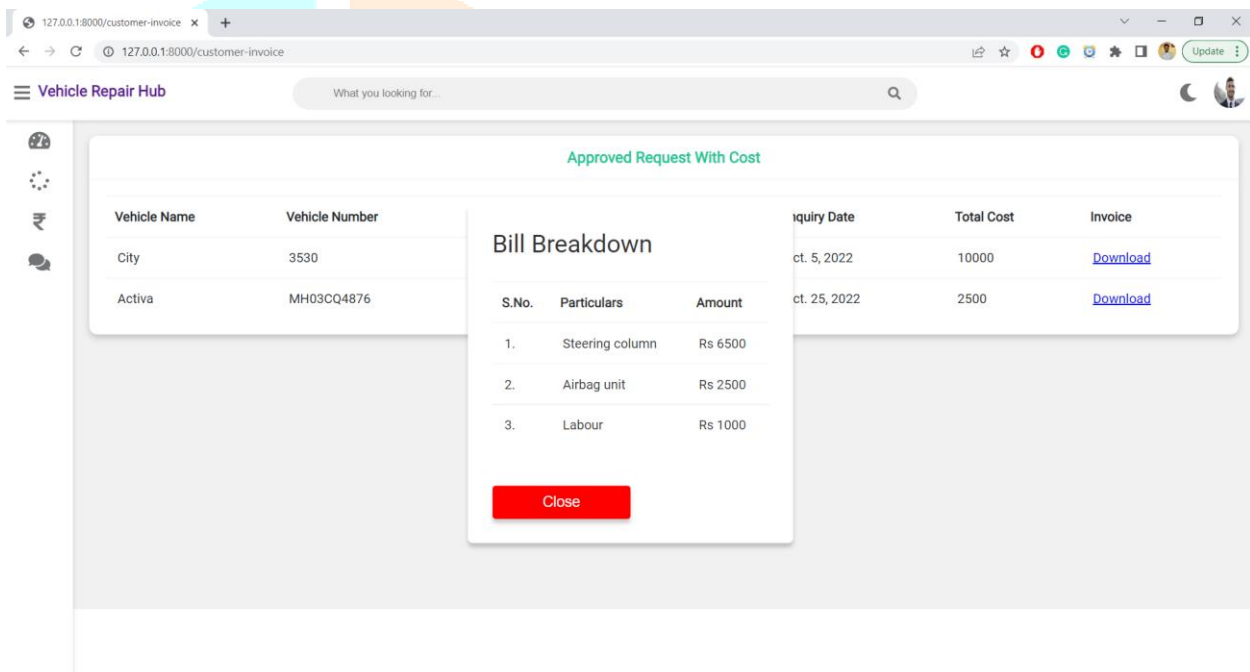 127.0.0.1:8000/customer-invoice
127.0.0.1:8000/customer-invoice
Update
Vehicle Repair Hub
What you looking for...
Approved Request With Cost
Vehicle Name Vehicle Number nquiry Date Total Cost Invoice
City 3530 ct. 5, 2022 10000 Download
Activa MH03CQ4876 ct. 25, 2022 2500 Download
Bill Breakdown
S.No. Particulars Amount
1. Steering column Rs 6500
2. Airbag unit Rs 2500
3. Labour Rs 1000
Close